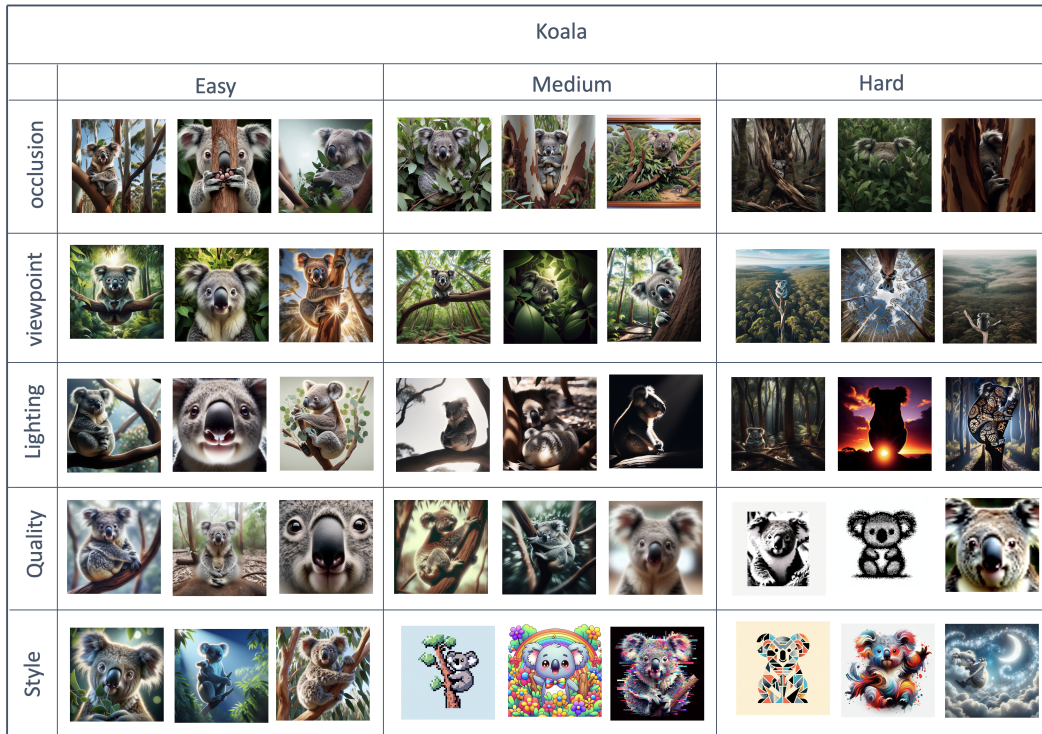 Koala
Easy
Medium
Hard
occlusion
viewpoint
Lighting
Quality
Style